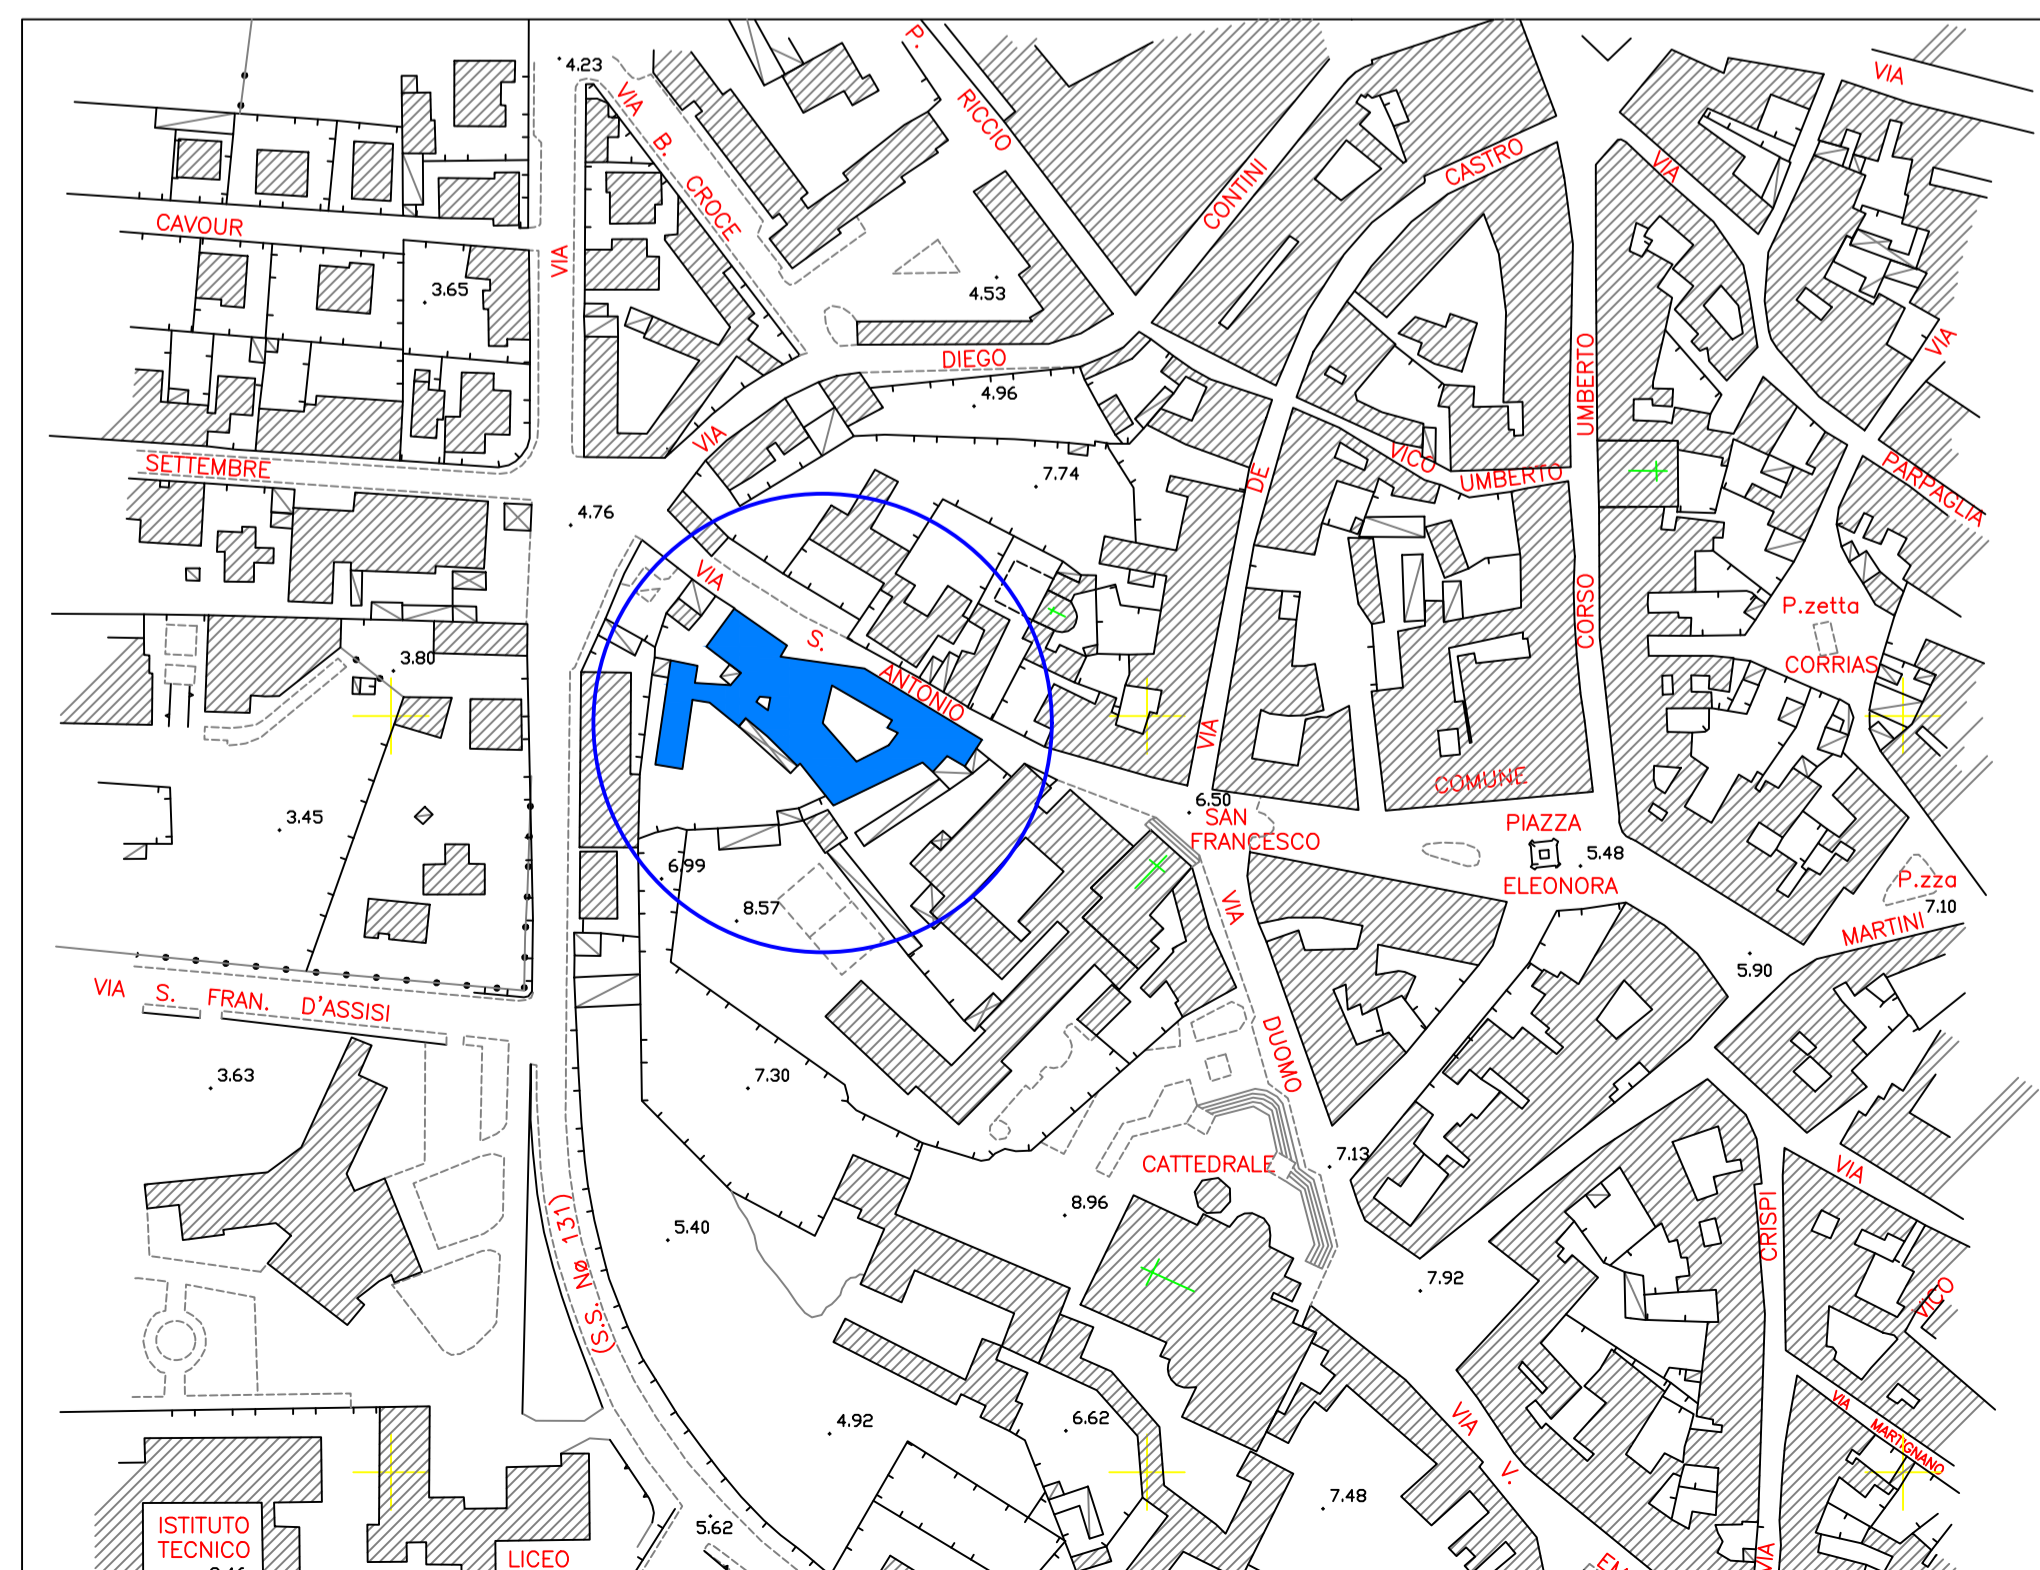 4.23
VIA B. CROCE
P. RICCIO
VIA
CONTINI
CASTRO
VIA
CAVOUR
VIA
3.65
4.53
DIEGO
4.96
UMBERTO
VIA
SETTEMBRE
VIA
7.74
DE
VICO UMBERTO
PARPAGLIA
4.76
VIA S. ANTONIO
CORSO
P.zetta
CORRIAS
3.80
VIA
COMUNE
3.45
6.50
SAN
FRANCESCO
PIAZZA
ELEONORA
5.48
6.99
8.57
P.zza
7.10
MARTINI
5.90
VIA DUOMO
VIA S. FRAN. D'ASSISI
3.63
7.30
7.13
CATTEDRALE
8.96
VIA
CRISPI
5.40
(S.S. Nø 131)
7.92
VICO
4.92
6.62
VIA V.
VIA MARTIGNANO
7.48
5.62
ISTITUTO
TECNICO
LICEO
VIA